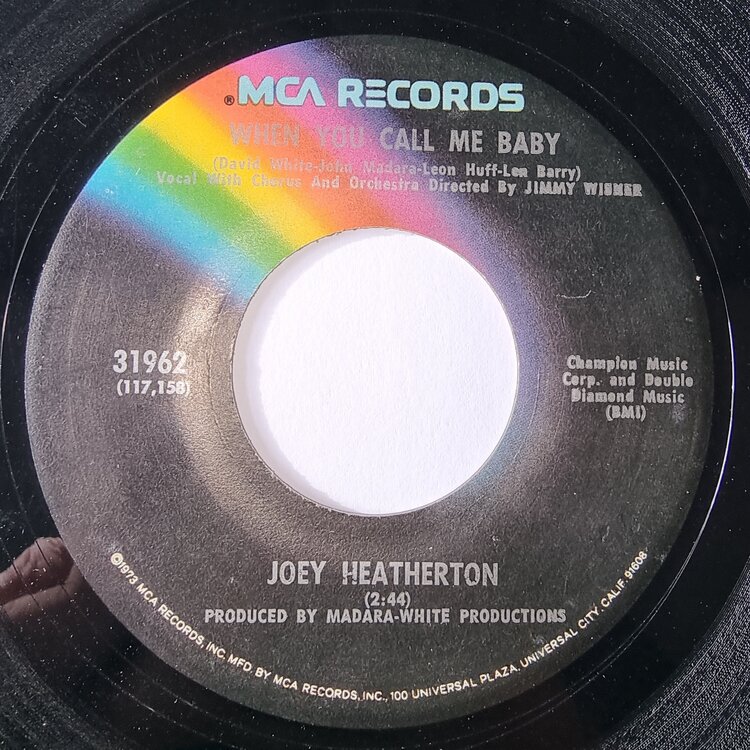 ®MCA RECORDS
WHEN YOU CALL ME BABY
(David White-John Madara-Leon Huff-Len Barry)
Vocal With Chorus And Orchestra Directed By JIMMY WISNER
31962
(117,158)
Champion Music
Corp. and Double
Diamond Music
(BMI)
JOEY HEATHERTON
(2:44)
PRODUCED BY MADARA-WHITE PRODUCTIONS
©1973 MCA RECORDS, INC. MFD. BY MCA RECORDS, INC., 100 UNIVERSAL PLAZA, UNIVERSAL CITY, CALIF. 91608